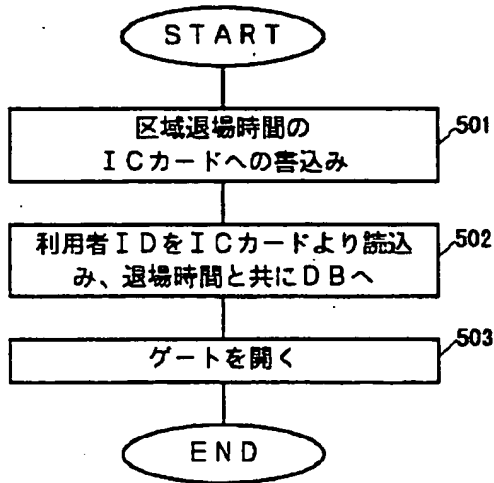 START
区域退場時間の
ICカードへの書込み
501
利用者IDをICカードより読込
み、退場時間と共にDBへ
502
ゲートを開く
503
END